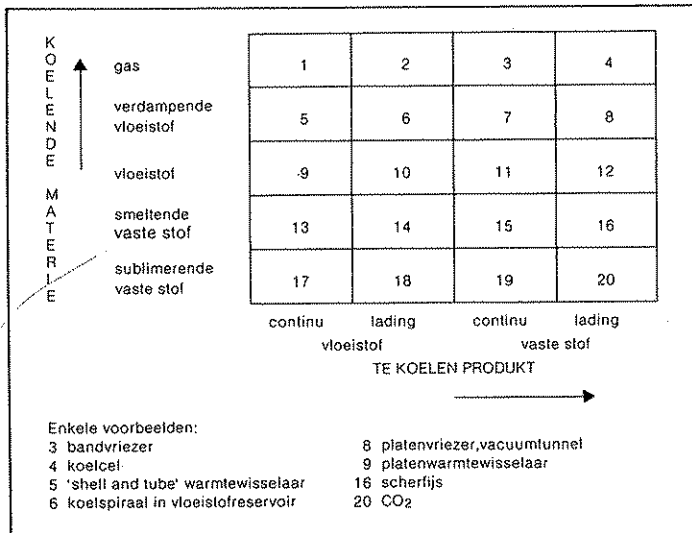 KOELENDE MATERIE
gas 1 2 3 4
verdampende
vloeistof 5 6 7 8
vloeistof 9 10 11 12
smeltende
vaste stof 13 14 15 16
sublimerende
vaste stof 17 18 19 20
continu lading continu lading
vloeistof vaste stof
TE KOELEN PRODUKT
Enkele voorbeelden:
3 bandvriezer
4 koelcel
5 'shell and tube' warmtewisselaar
6 koelspiraal in vloeistofreservoir
8 platenvriezer,vacuumtunnel
9 platenwarmtewisselaar
16 scherfijs
20 CO₂